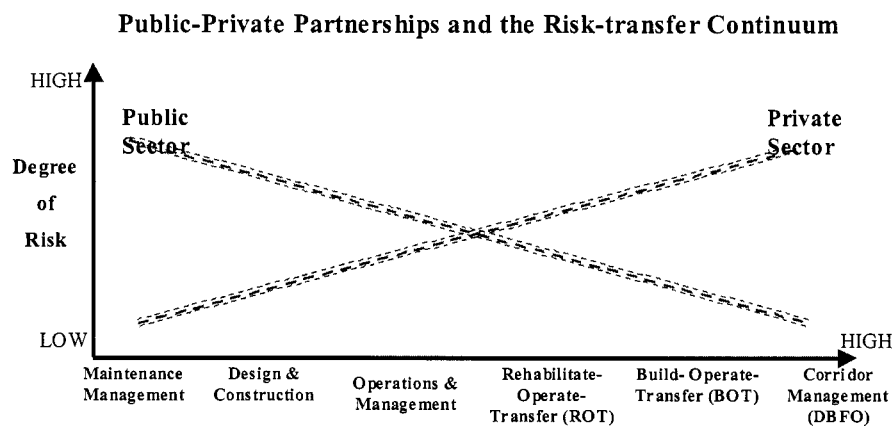 Public-Private Partnerships and the Risk-transfer Continuum
HIGH
Public
Sector
Private
Sector
Degree
of
Risk
LOW
HIGH
Maintenance
Management
Design &
Construction
Operations &
Management
Rehabilitate-
Operate-
Transfer (ROT)
Build-Operate-
Transfer (BOT)
Corridor
Management
(DBFO)